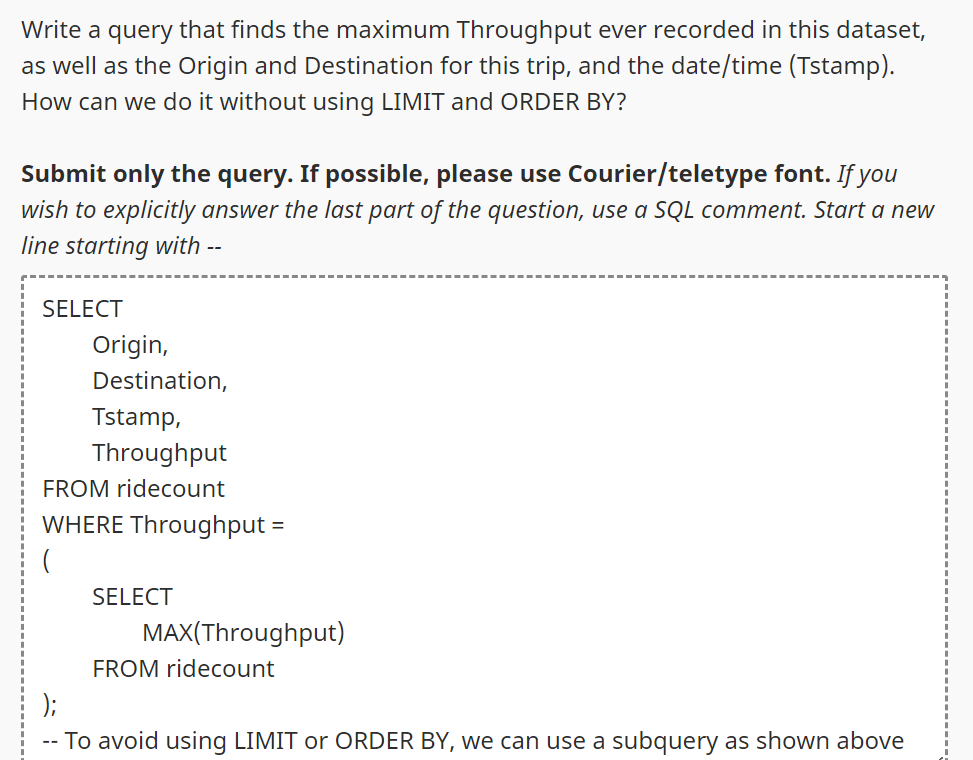 Write a query that finds the maximum Throughput ever recorded in this dataset,
as well as the Origin and Destination for this trip, and the date/time (Tstamp).
How can we do it without using LIMIT and ORDER BY?
Submit only the query. If possible, please use Courier/teletype font. If you
wish to explicitly answer the last part of the question, use a SQL comment. Start a new
line starting with --
SELECT
Origin,
Destination,
Tstamp,
Throughput
FROM ridecount
WHERE Throughput =
(
SELECT
MAX(Throughput)
FROM ridecount
);
-- To avoid using LIMIT or ORDER BY, we can use a subquery as shown above